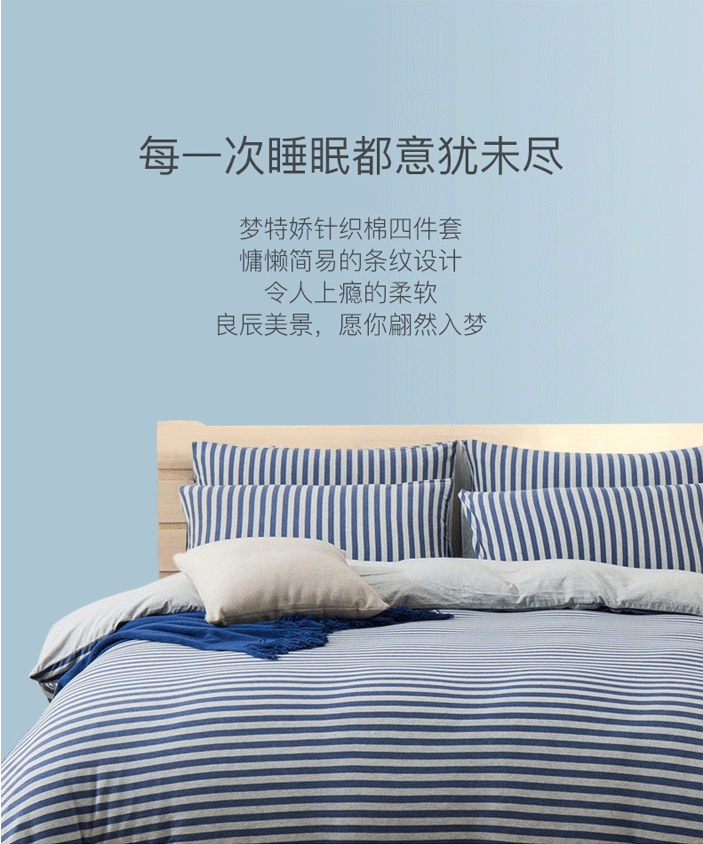 每一次睡眠都意犹未尽
梦特娇针织棉四件套
慵懒简易的条纹设计
令人上瘾的柔软
良辰美景，愿你翩然入梦